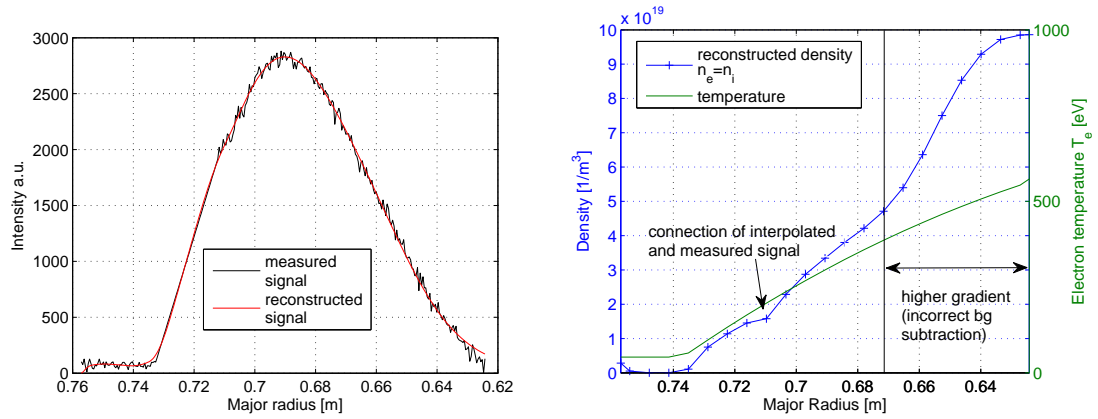 3000
2500
2000
1500
1000
500
0
0.76 0.74 0.72 0.7 0.68 0.66 0.64 0.62
Major radius [m]
Intensity a.u.
measured
signal
reconstructed
signal
x 10^19
10
9
8
7
6
5
4
3
2
1
0
0.74 0.72 0.7 0.68 0.66 0.64
Major Radius [m]
Density [1/m^3]
reconstructed density
n_e=n_i
temperature
connection of interpolated
and measured signal
higher gradient
(incorrect bg
subtraction)
1000
500
0
Electron temperature T_e [eV]